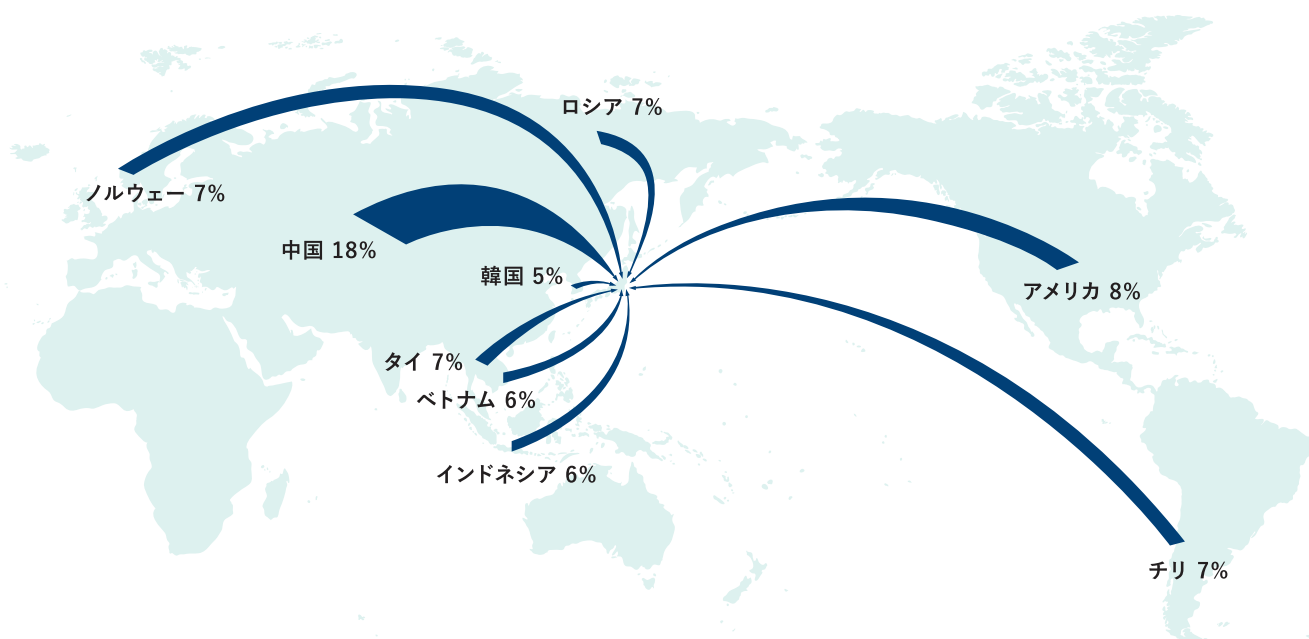 ロシア 7%
ノルウェー 7%
中国 18%
韓国 5%
アメリカ 8%
タイ 7%
ベトナム 6%
インドネシア 6%
チリ 7%